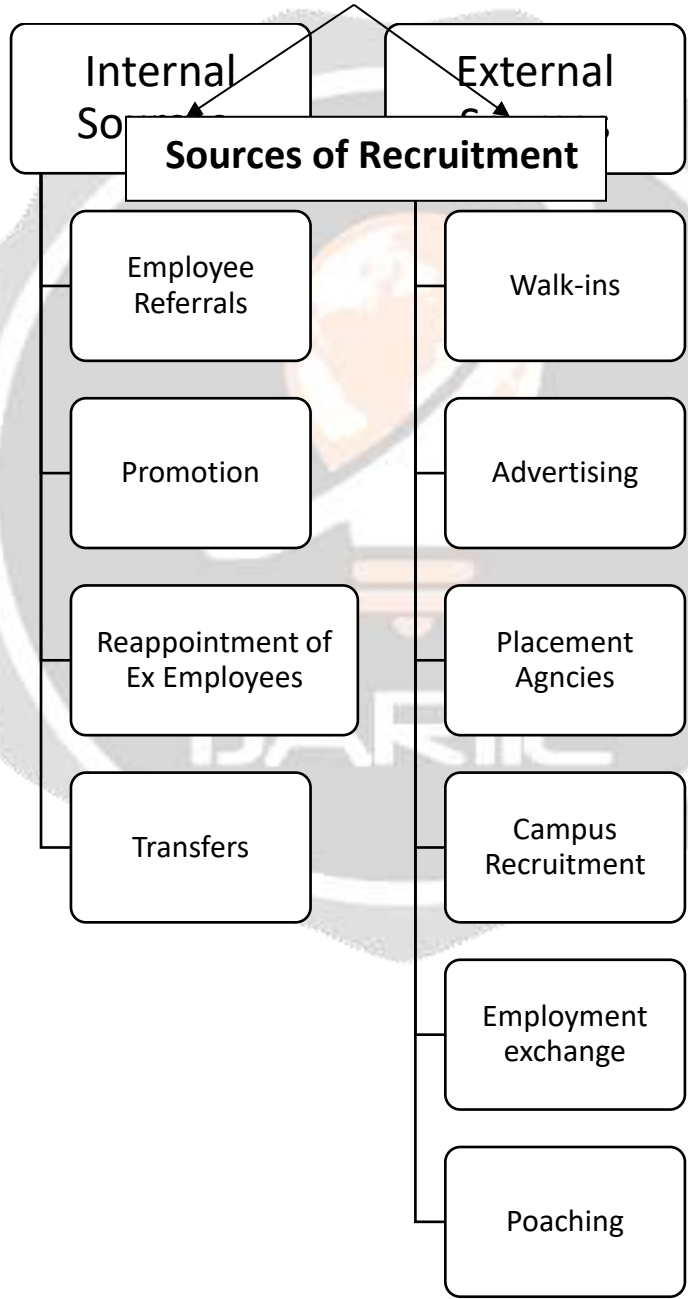 Sources of Recruitment
Internal
External
Employee
Referrals
Promotion
Reappointment of
Ex Employees
Transfers
Walk-ins
Advertising
Placement
Agncies
Campus
Recruitment
Employment
exchange
Poaching